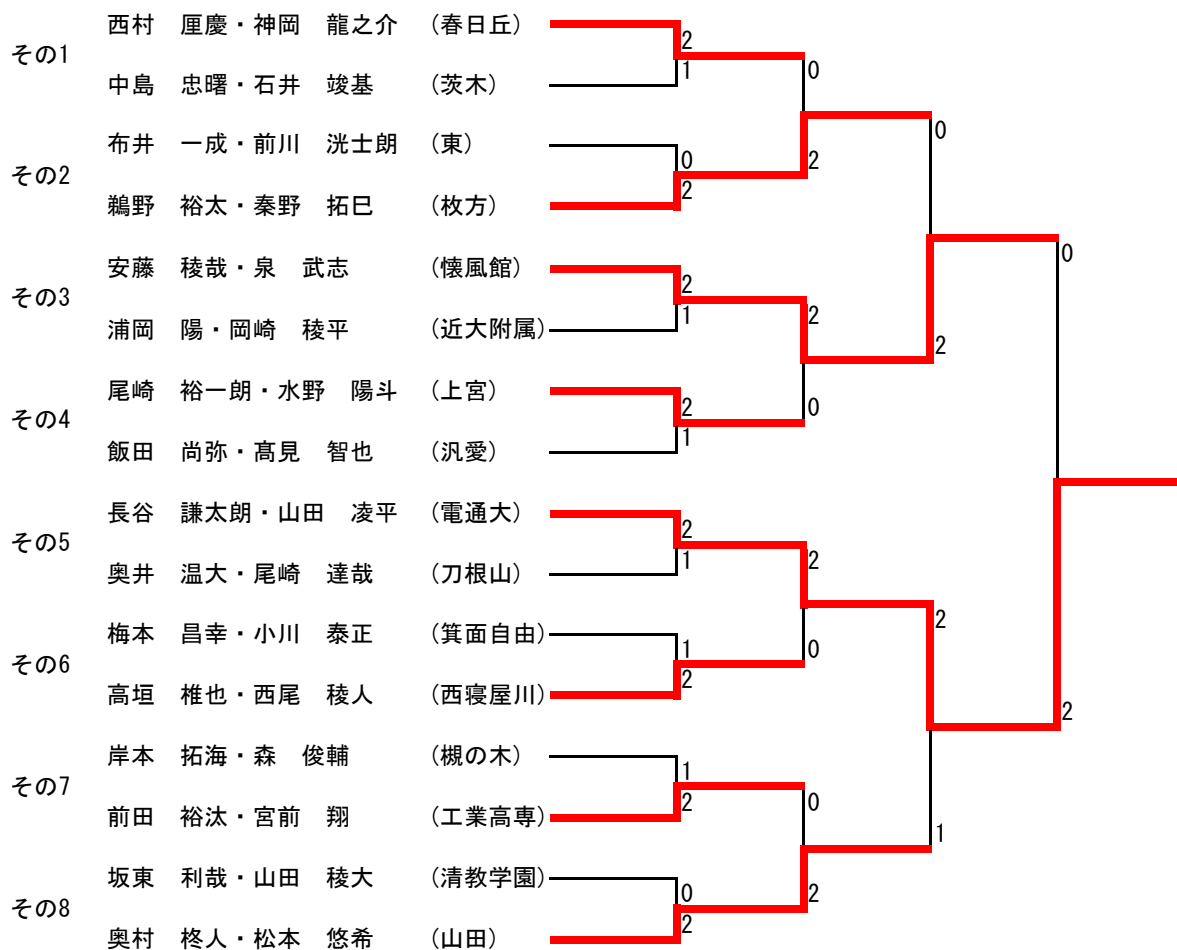 西村 厘慶・神岡 龍之介 (春日丘)
2
その1
1
0
中島 忠曙・石井 竣基 (茨木)
0
布井 一成・前川 洸士朗 (東)
0
2
その2
2
鵜野 裕太・秦野 拓巳 (枚方)
0
安藤 稜哉・泉 武志 (懐風館)
2
その3
1
2
浦岡 陽・岡崎 稜平 (近大附属)
2
尾崎 裕一朗・水野 陽斗 (上宮)
2
0
その4
1
飯田 尚弥・髙見 智也 (汎愛)
長谷 謙太朗・山田 凌平 (電通大)
2
その5
1
2
奥井 温大・尾崎 達哉 (刀根山)
2
梅本 昌幸・小川 泰正 (箕面自由)
1
0
その6
2
高垣 椎也・西尾 稜人 (西寝屋川)
2
岸本 拓海・森 俊輔 (槻の木)
1
その7
2
0
前田 裕汰・宮前 翔 (工業高専)
1
坂東 利哉・山田 稜大 (清教学園)
0
2
その8
2
奥村 柊人・松本 悠希 (山田)